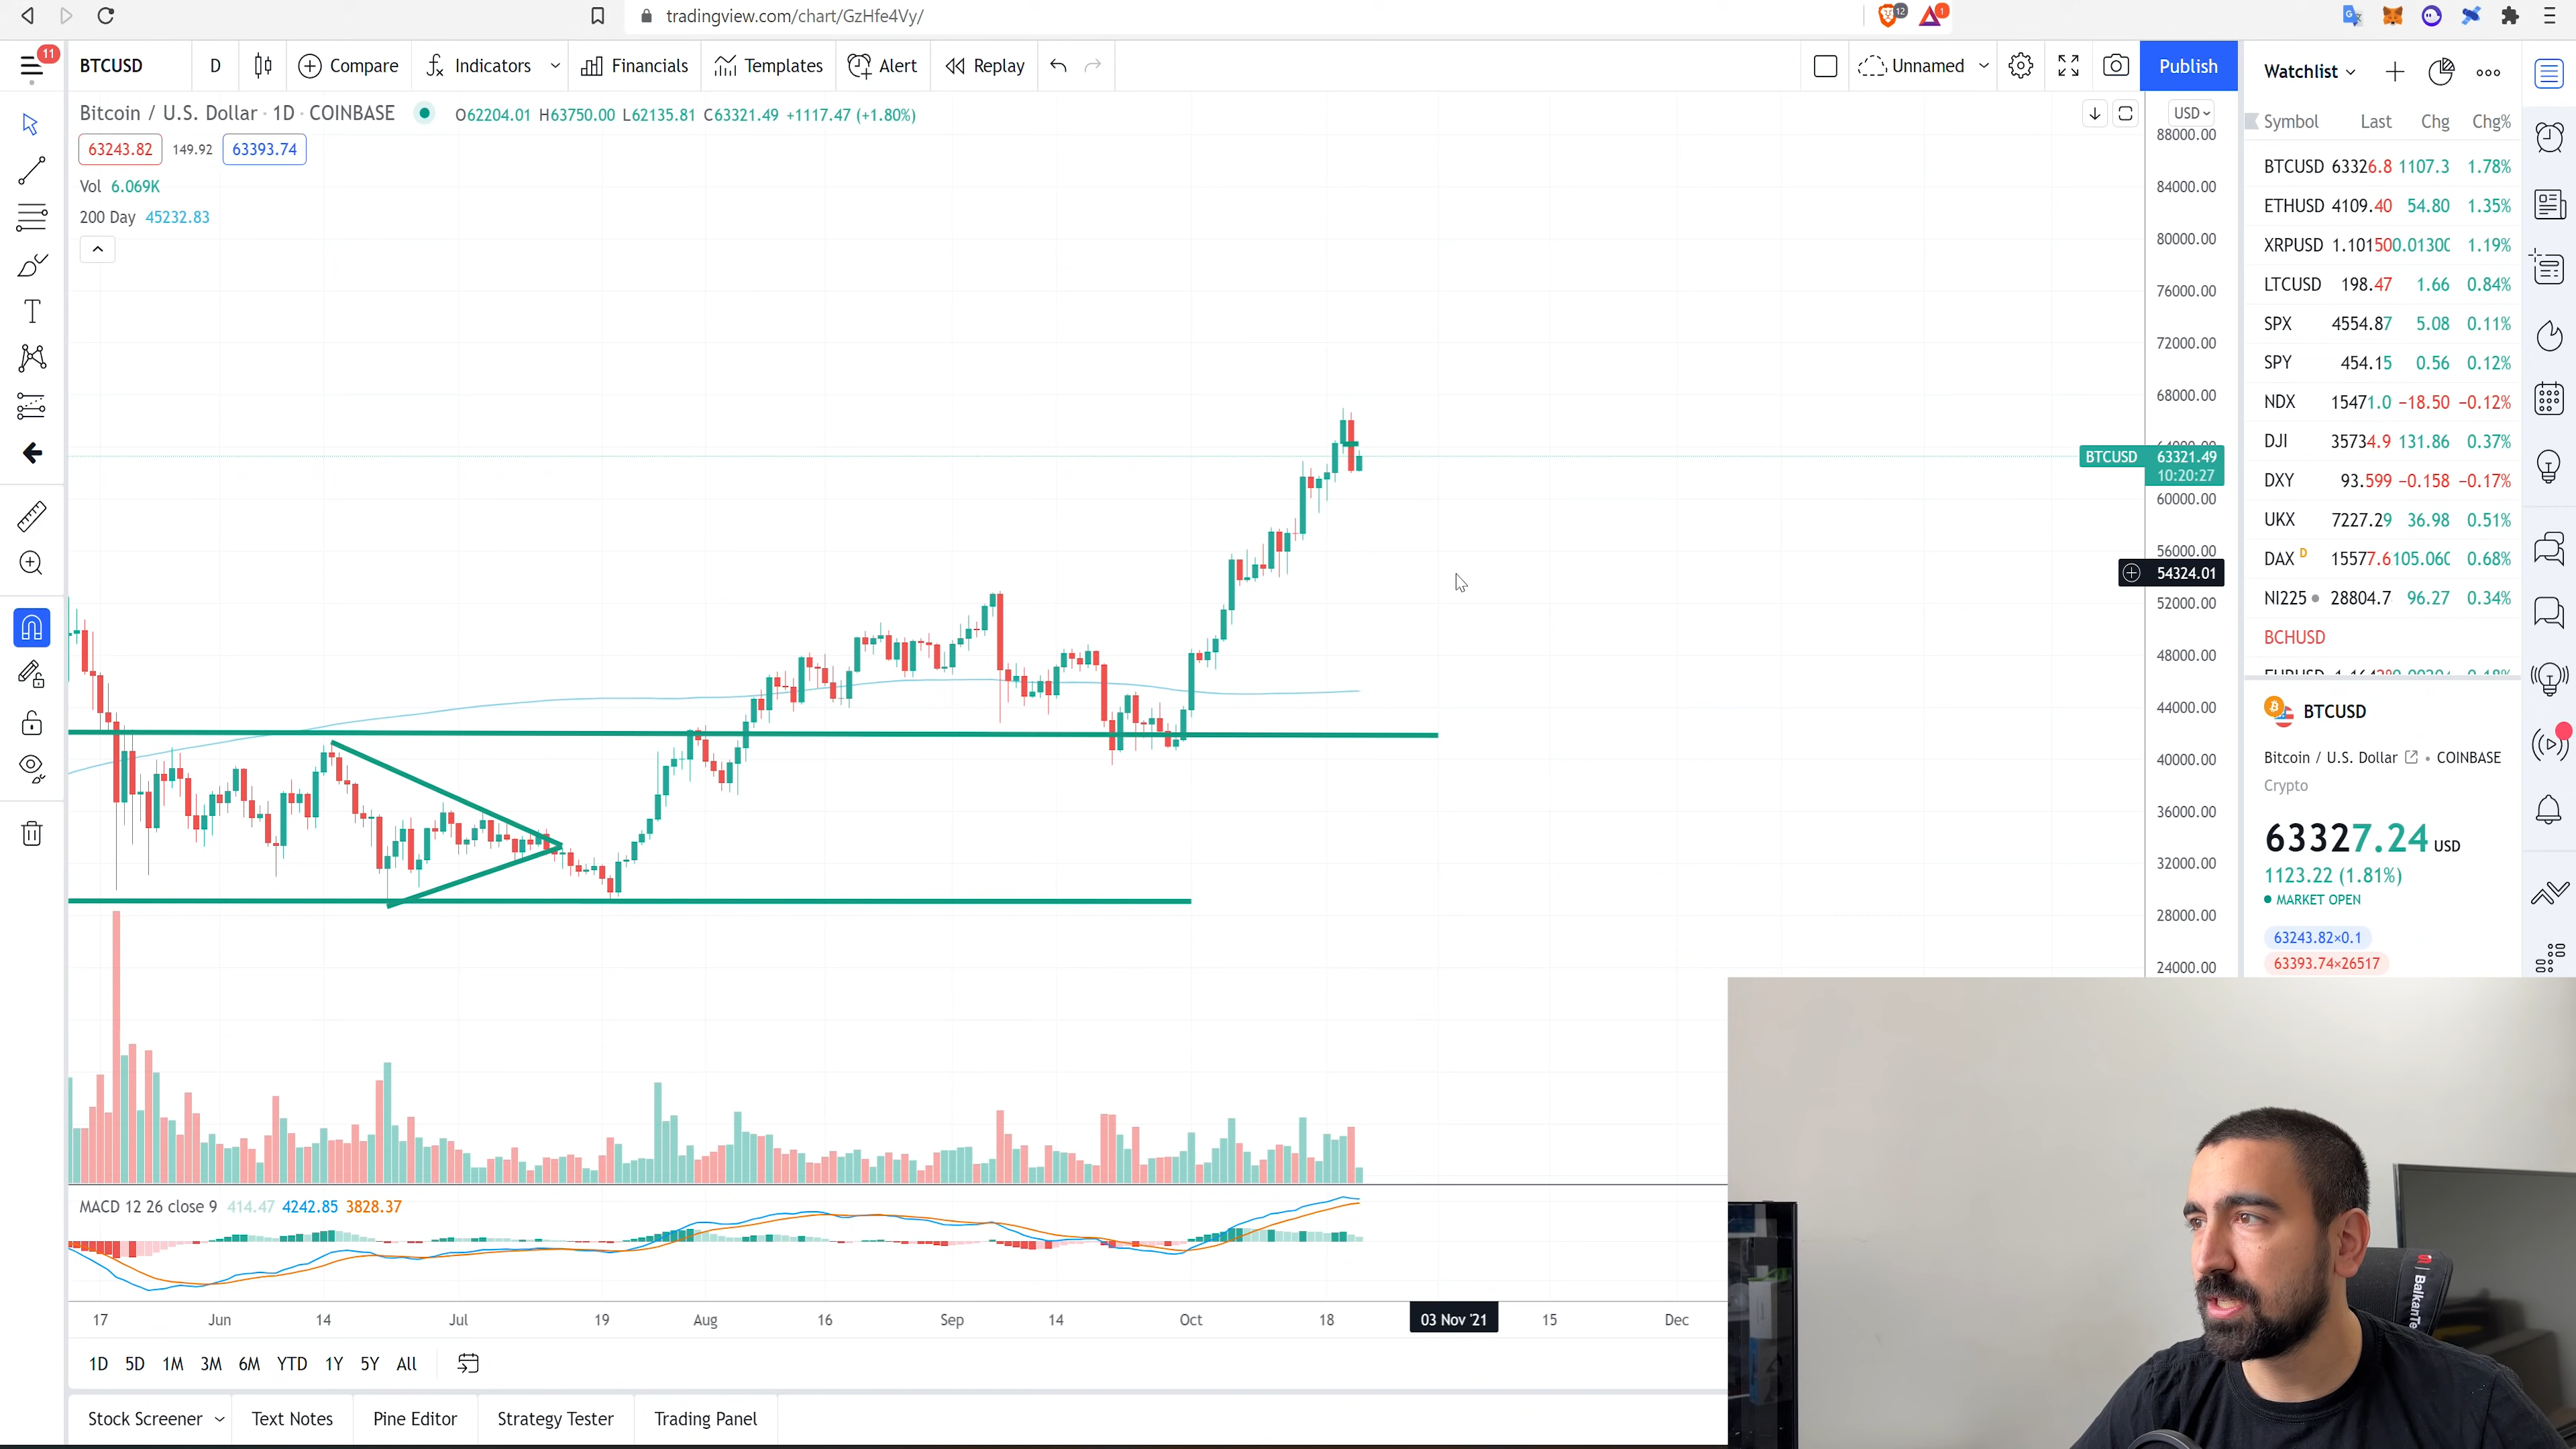 tradingview.com/chart/GzHfe4Vy/
12
1
11
BTCUSD D Compare Indicators Financials Templates Alert Replay Unnamed Publish
Bitcoin / U.S. Dollar · 1D · COINBASE O62204.01 H63750.00 L62135.81 C63321.49 +1117.47 (+1.80%)
63243.82 149.92 63393.74
Vol 6.069K
200 Day 45232.83
USD
88000.00
84000.00
80000.00
76000.00
72000.00
68000.00
64000.00
BTCUSD 63321.49
10:20:27
60000.00
56000.00
54324.01
52000.00
48000.00
44000.00
40000.00
36000.00
32000.00
28000.00
24000.00
MACD 12 26 close 9 414.47 4242.85 3828.37
17 Jun 14 Jul 19 Aug 16 Sep 14 Oct 18 03 Nov '21 15 Dec
1D 5D 1M 3M 6M YTD 1Y 5Y All
Stock Screener Text Notes Pine Editor Strategy Tester Trading Panel
Watchlist
Symbol Last Chg Chg%
BTCUSD 63326.8 1107.3 1.78%
ETHUSD 4109.40 54.80 1.35%
XRPUSD 1.10150 0.0130 1.19%
LTCUSD 198.47 1.66 0.84%
SPX 4554.87 5.08 0.11%
SPY 454.15 0.56 0.12%
NDX 15471.0 −18.50 −0.12%
DJI 35734.9 131.86 0.37%
DXY 93.599 −0.158 −0.17%
UKX 7227.29 36.98 0.51%
DAX D 15577.6 105.060 0.68%
NI225 28804.7 96.27 0.34%
BCHUSD
BTCUSD
Bitcoin / U.S. Dollar • COINBASE
Crypto
63327.24 USD
1123.22 (1.81%)
MARKET OPEN
63243.82×0.1
63393.74×26517
BalkanTe